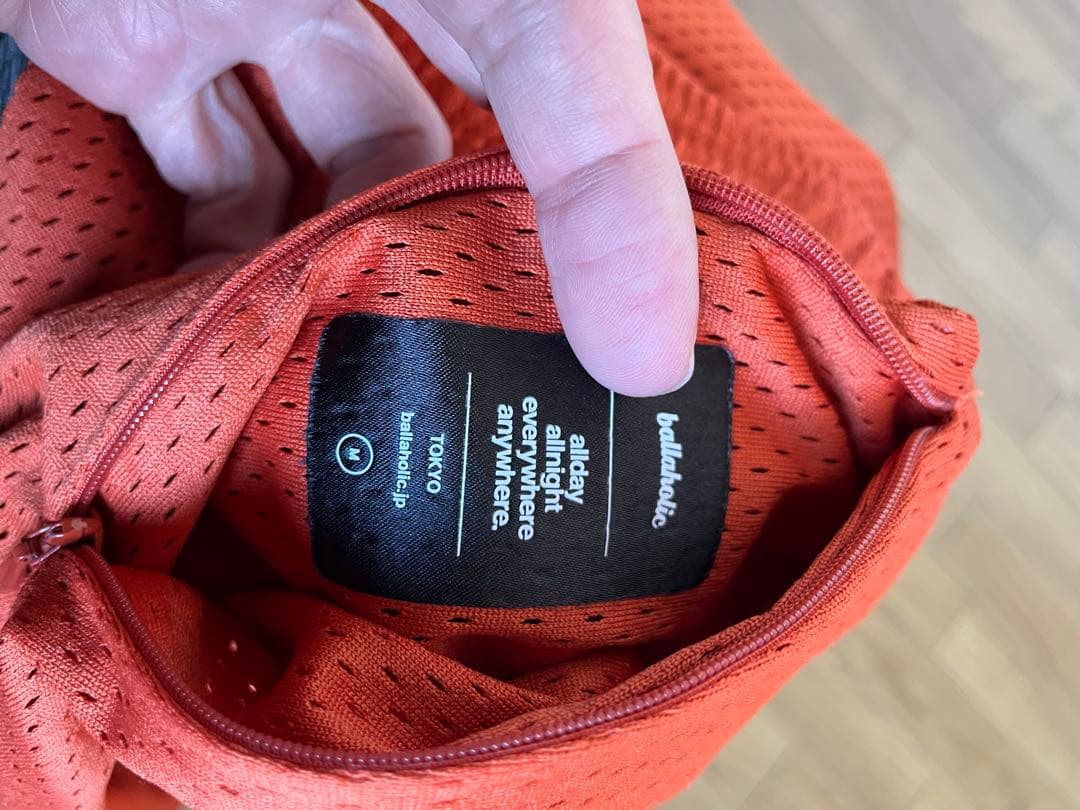 ballaholic.
allday
allnight
everywhere
anywhere.
TOKYO
ballaholic.jp
M